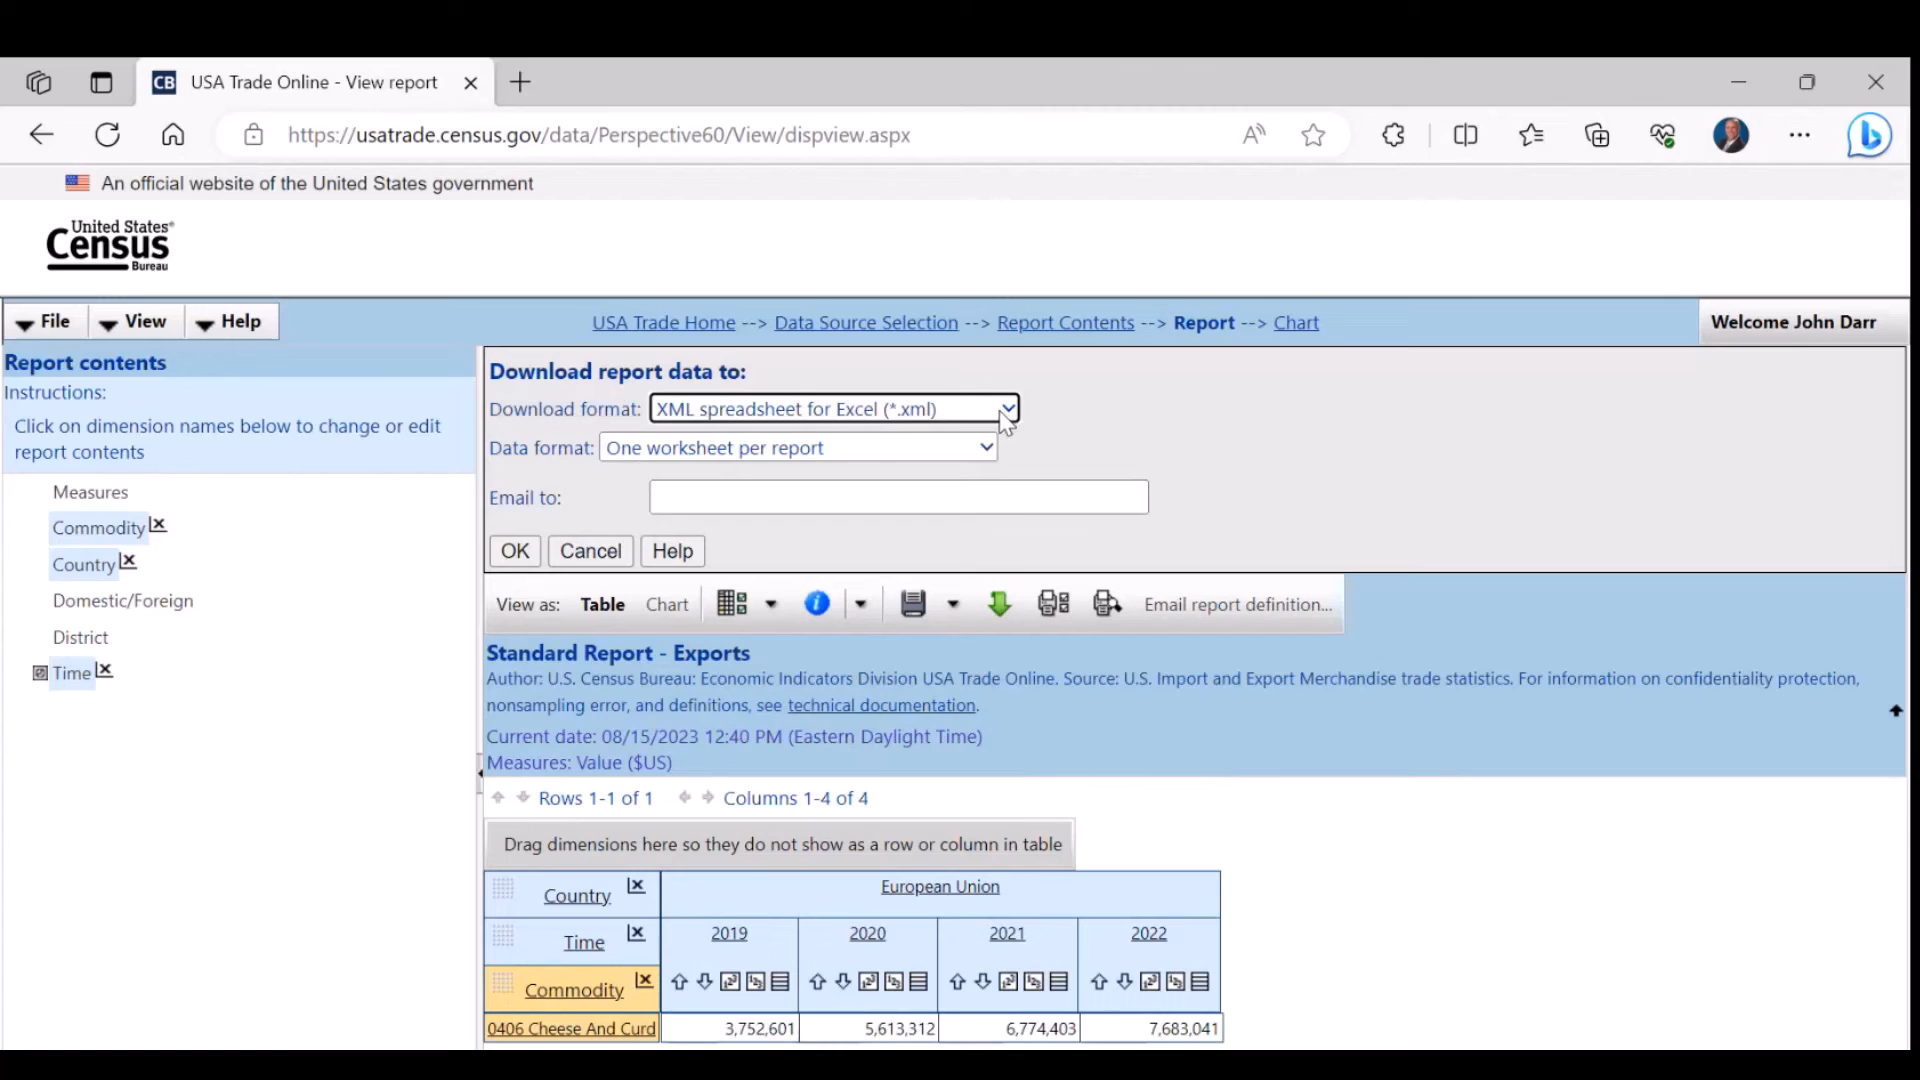 CB USA Trade Online - View report
https://usatrade.census.gov/data/Perspective60/View/dispview.aspx
An official website of the United States government
United States®
Census
Bureau
File View Help
USA Trade Home --> Data Source Selection --> Report Contents --> Report --> Chart
Welcome John Darr
Report contents
Instructions:
Click on dimension names below to change or edit
report contents
Measures
Commodity
Country
Domestic/Foreign
District
Time
Download report data to:
Download format: XML spreadsheet for Excel (*.xml)
Data format: One worksheet per report
Email to:
OK Cancel Help
View as: Table Chart Email report definition...
Standard Report - Exports
Author: U.S. Census Bureau: Economic Indicators Division USA Trade Online. Source: U.S. Import and Export Merchandise trade statistics. For information on confidentiality protection,
nonsampling error, and definitions, see technical documentation.
Current date: 08/15/2023 12:40 PM (Eastern Daylight Time)
Measures: Value ($US)
Rows 1-1 of 1 Columns 1-4 of 4
Drag dimensions here so they do not show as a row or column in table
Country European Union
Time 2019 2020 2021 2022
Commodity
0406 Cheese And Curd 3,752,601 5,613,312 6,774,403 7,683,041